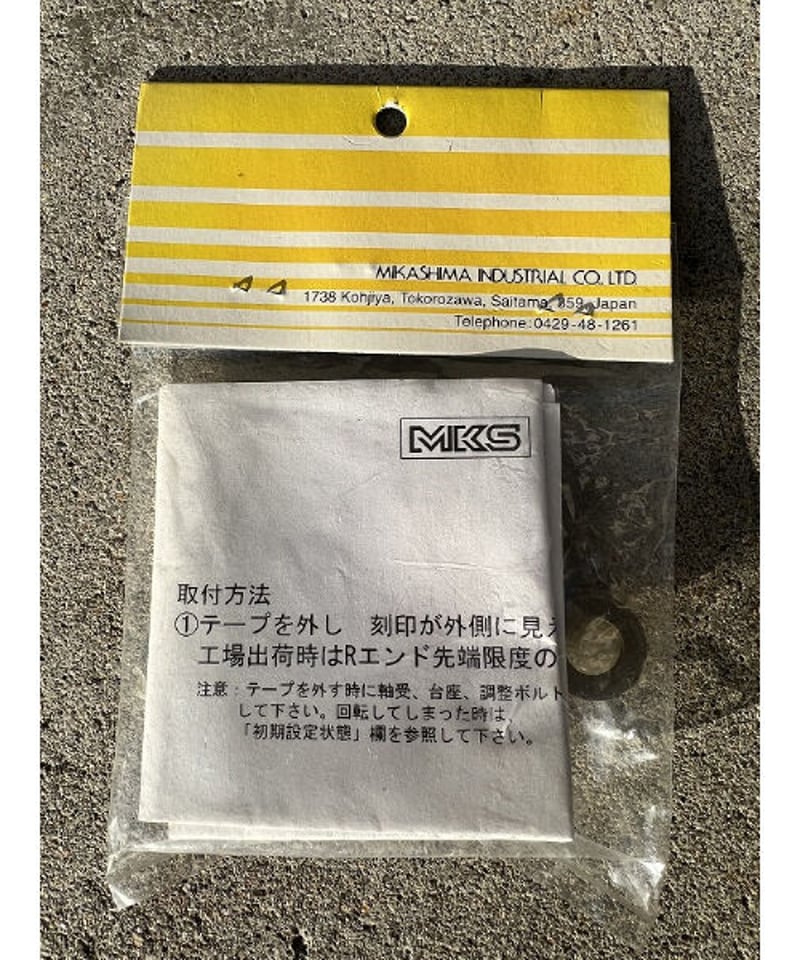 MIKASHIMA INDUSTRIAL CO. LTD.
1738 Kohjiya, Tokorozawa, Saitama, 359, Japan
Telephone:0429-48-1261
MKS
取付方法
①テープを外し 刻印が外側に見え
工場出荷時はRエンド先端限度の
注意:テープを外す時に軸受、台座、調整ボルト
して下さい。回転してしまった時は、
「初期設定状態」欄を参照して下さい。